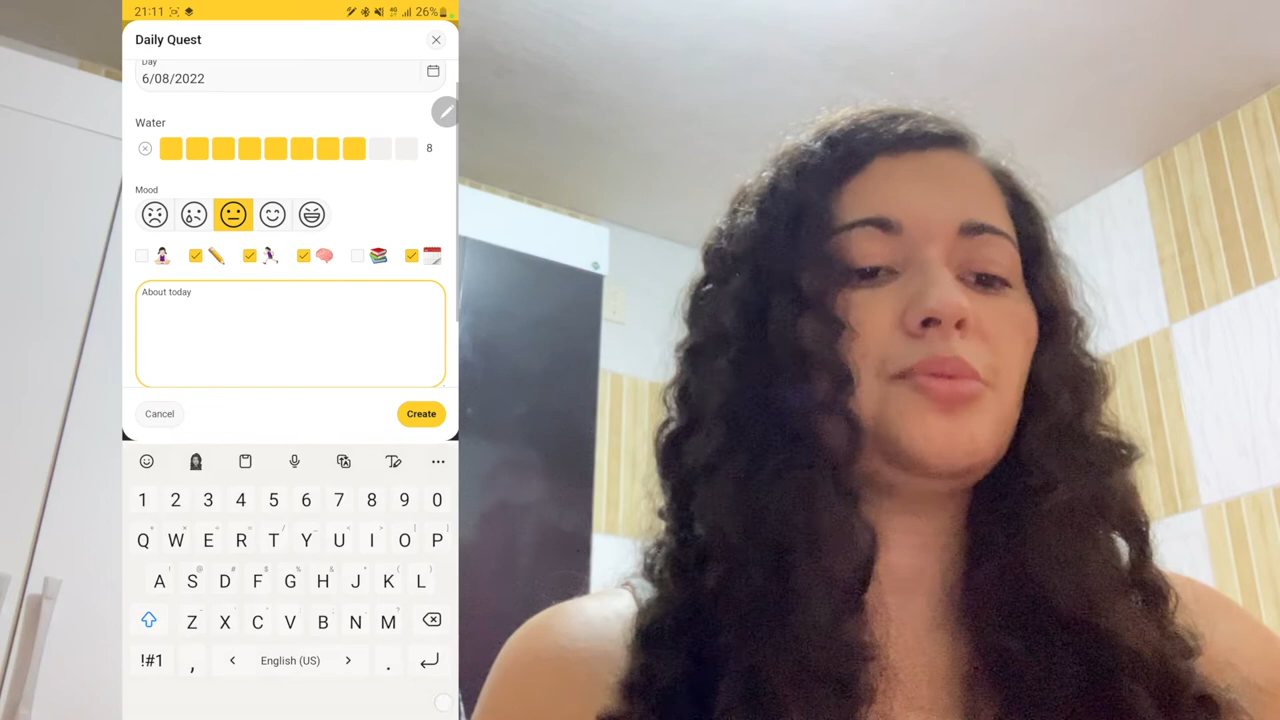 21:11 26%
Daily Quest
Day
6/08/2022
Water
8
Mood
About today
Cancel Create
1 2 3 4 5 6 7 8 9 0
Q W E R T Y U I O P
A S D F G H J K L
Z X C V B N M
!#1 , < English (US) > .